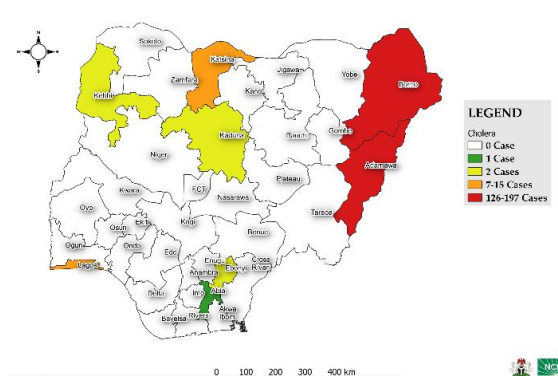 Sokoto
Katsina
Zamfara
Jigawa
Yobe
Borno
Kebbi
Kano
Kaduna
Bauchi
Gombe
Adamawa
Niger
Plateau
FCT
Nasarawa
Kwara
Taraba
Oyo
Ekiti
Kogi
Osun
Benue
Ogun
Ondo
Edo
Lagos
Enugu
Cross
River
Ebonyi
Anambra
Delta
Imo
Abia
Akwa
Ibom
Bayelsa
Rivers
LEGEND
Cholera
0 Case
1 Case
2 Cases
7-15 Cases
126-197 Cases
0 100 200 300 400 km